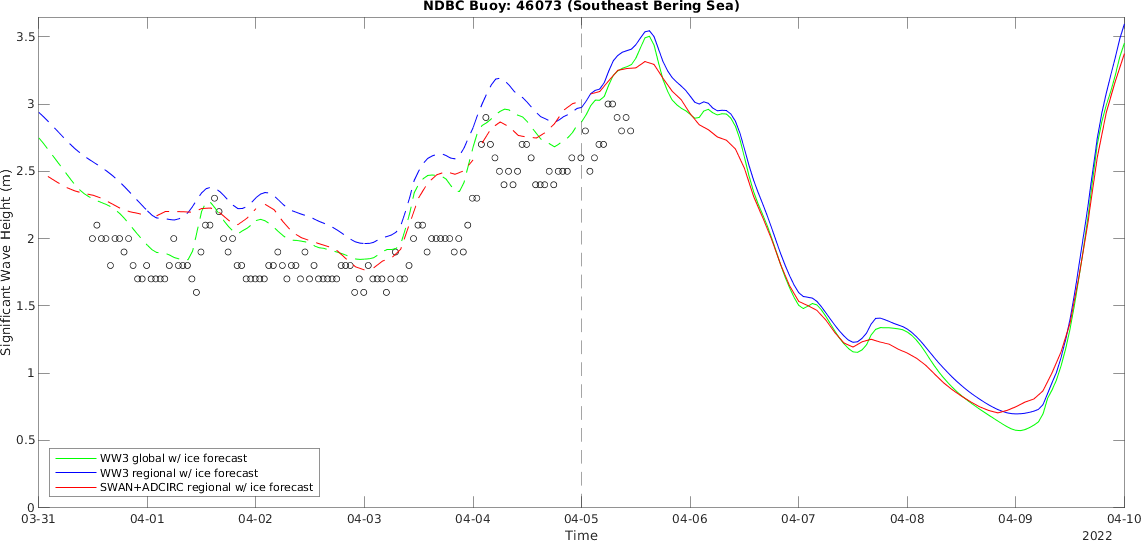 NDBC Buoy: 46073 (Southeast Bering Sea)
Significant Wave Height (m)
3.5
3
2.5
2
1.5
1
0.5
0
WW3 global w/ ice forecast
WW3 regional w/ ice forecast
SWAN+ADCIRC regional w/ ice forecast
03-31 04-01 04-02 04-03 04-04 04-05 04-06 04-07 04-08 04-09 04-10
Time
2022